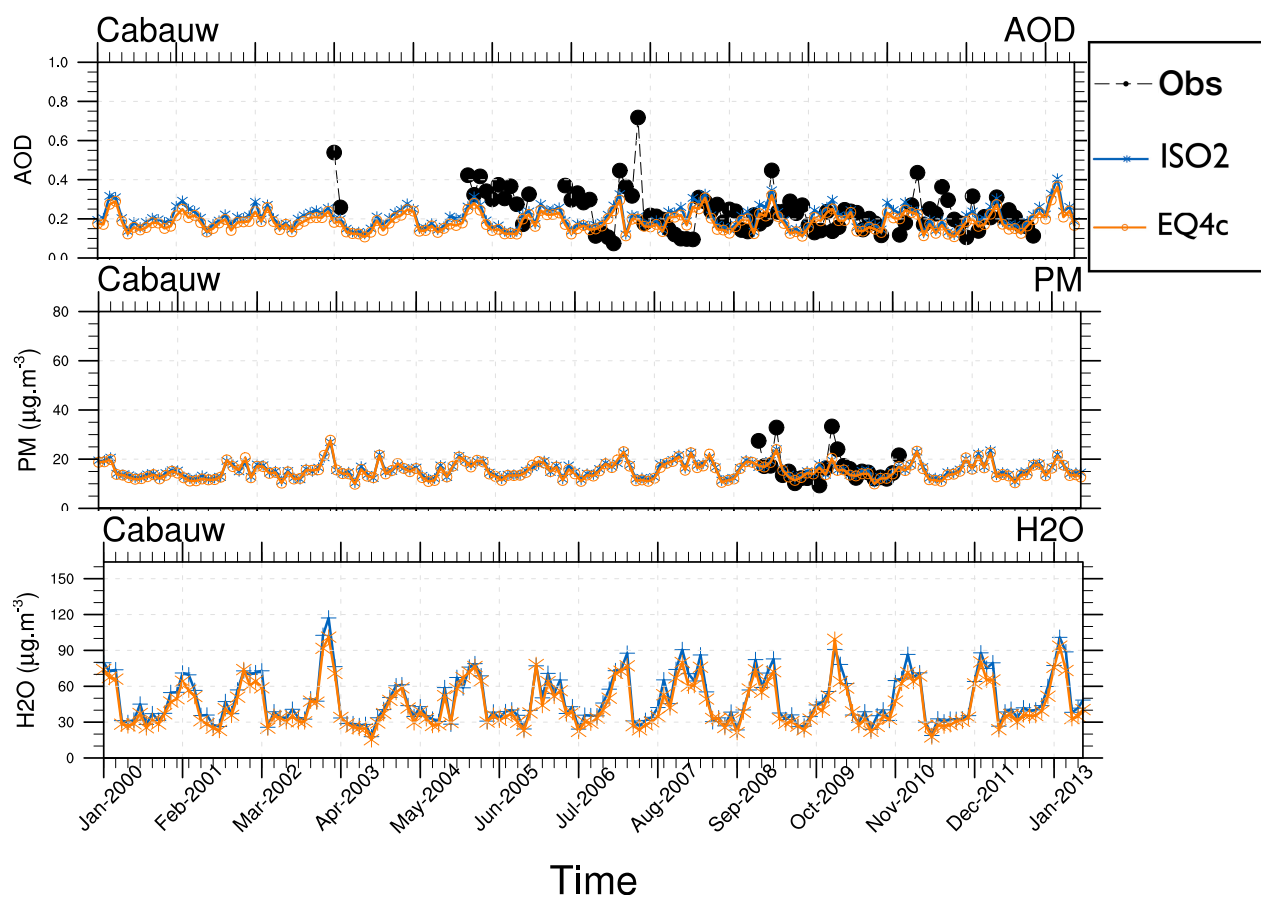 Cabauw AOD
1.0
0.8
0.6
0.4
0.2
0.0
AOD
Obs
ISO2
EQ4c
Cabauw PM
80
60
40
20
0
PM (μg.m-3)
Cabauw H2O
150
120
90
60
30
0
H2O (μg.m-3)
Jan-2000 Feb-2001 Mar-2002 Apr-2003 May-2004 Jun-2005 Jul-2006 Aug-2007 Sep-2008 Oct-2009 Nov-2010 Dec-2011 Jan-2013
Time